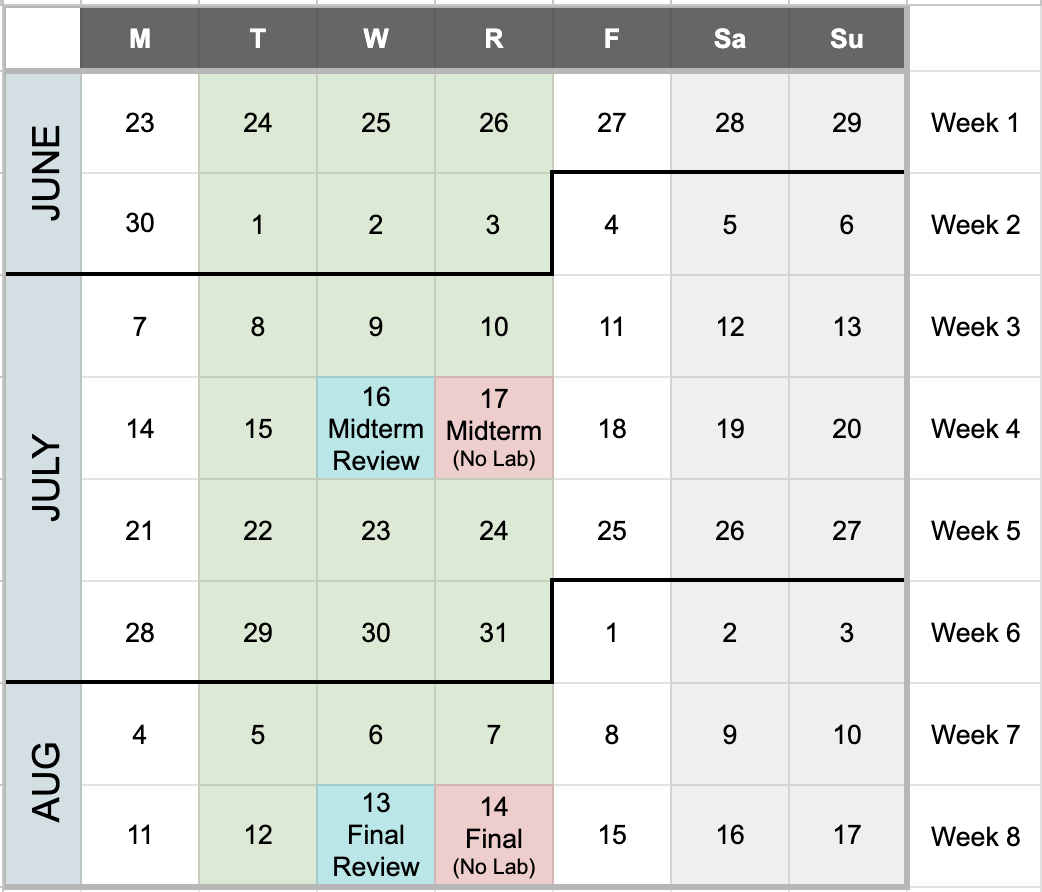 M T W R F Sa Su
JUNE
23 24 25 26 27 28 29 Week 1
30 1 2 3 4 5 6 Week 2
JULY
7 8 9 10 11 12 13 Week 3
14 15 16 17 18 19 20 Week 4
Midterm Midterm
Review (No Lab)
21 22 23 24 25 26 27 Week 5
28 29 30 31 1 2 3 Week 6
AUG
4 5 6 7 8 9 10 Week 7
11 12 13 14 15 16 17 Week 8
Final Final
Review (No Lab)